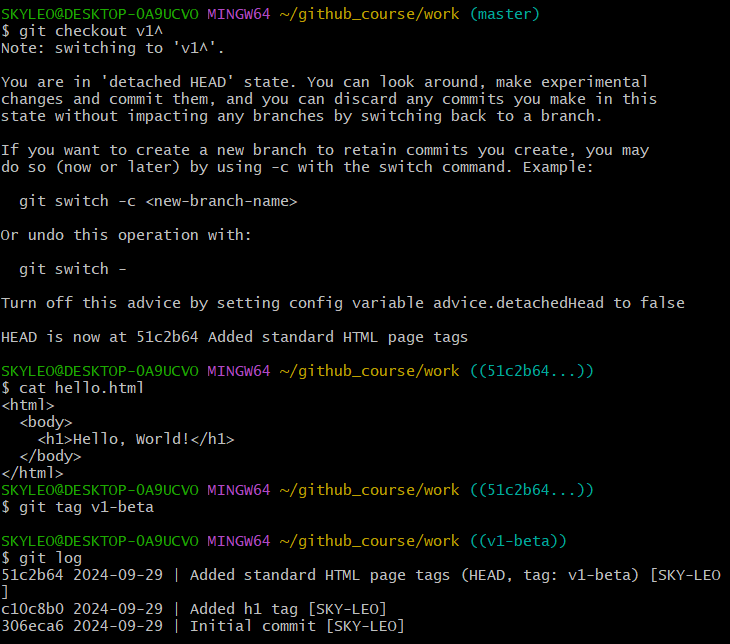 SKYLEO@DESKTOP-0A9UCVO MINGW64 ~/github_course/work (master)
$ git checkout v1^
Note: switching to 'v1^'.

You are in 'detached HEAD' state. You can look around, make experimental
changes and commit them, and you can discard any commits you make in this
state without impacting any branches by switching back to a branch.

If you want to create a new branch to retain commits you create, you may
do so (now or later) by using -c with the switch command. Example:

  git switch -c <new-branch-name>

Or undo this operation with:

  git switch -

Turn off this advice by setting config variable advice.detachedHead to false

HEAD is now at 51c2b64 Added standard HTML page tags

SKYLEO@DESKTOP-0A9UCVO MINGW64 ~/github_course/work ((51c2b64...))
$ cat hello.html
<html>
  <body>
    <h1>Hello, World!</h1>
  </body>
</html>
SKYLEO@DESKTOP-0A9UCVO MINGW64 ~/github_course/work ((51c2b64...))
$ git tag v1-beta

SKYLEO@DESKTOP-0A9UCVO MINGW64 ~/github_course/work ((v1-beta))
$ git log
51c2b64 2024-09-29 | Added standard HTML page tags (HEAD, tag: v1-beta) [SKY-LEO
]
c10c8b0 2024-09-29 | Added h1 tag [SKY-LEO]
306eca6 2024-09-29 | Initial commit [SKY-LEO]